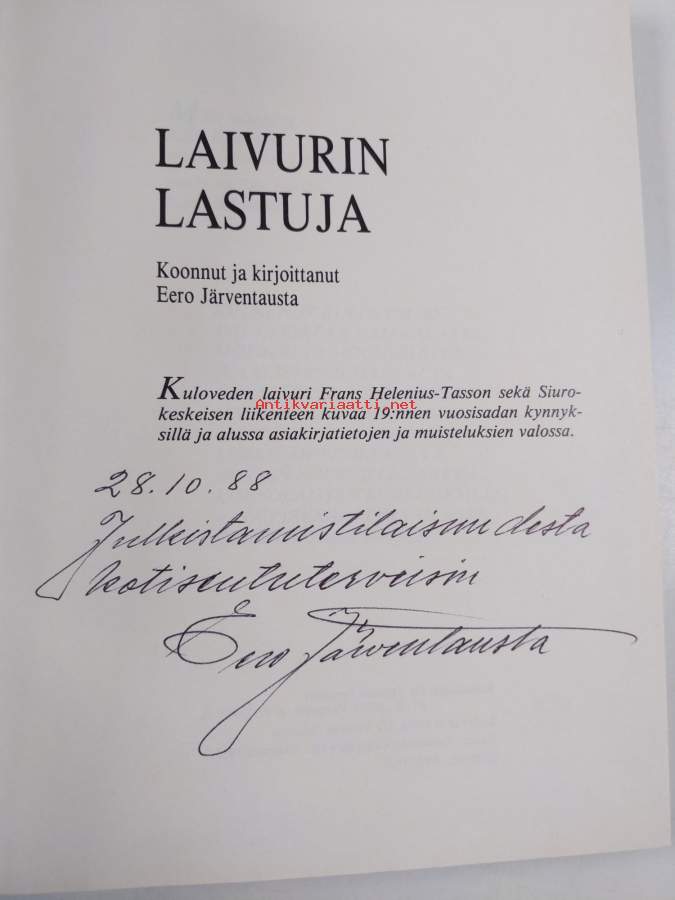 LAIVURIN
LASTUJA
Koonnut ja kirjoittanut
Eero Järventausta
Kuloveden laivuri Frans Helenius-Tasson sekä Siuro-
Antikvariaatti.net
keskeisen liikenteen kuvaa 19:nnen vuosisadan kynnyk-
sillä ja alussa asiakirjatietojen ja muisteluksien valossa.
28.10.88
Julkistamistilaisuudesta
kotiseututerveisin
Eero Järventausta